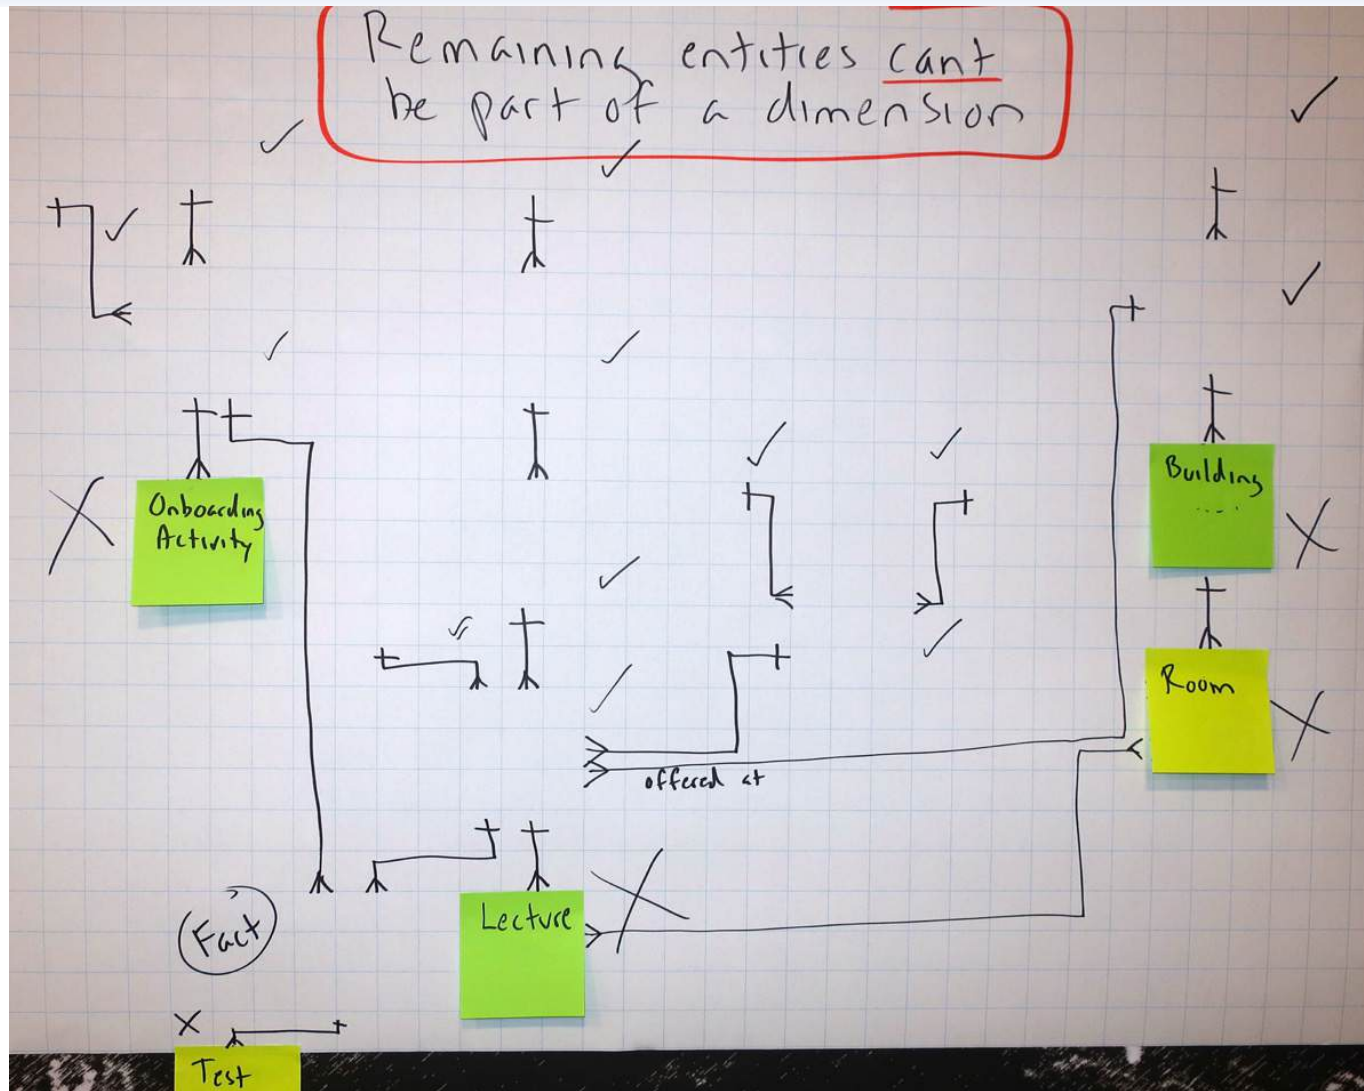 Remaining entities cant
be part of a dimension
Onboarding
Activity
Building
....
Room
offered at
Lecture
Fact
Test